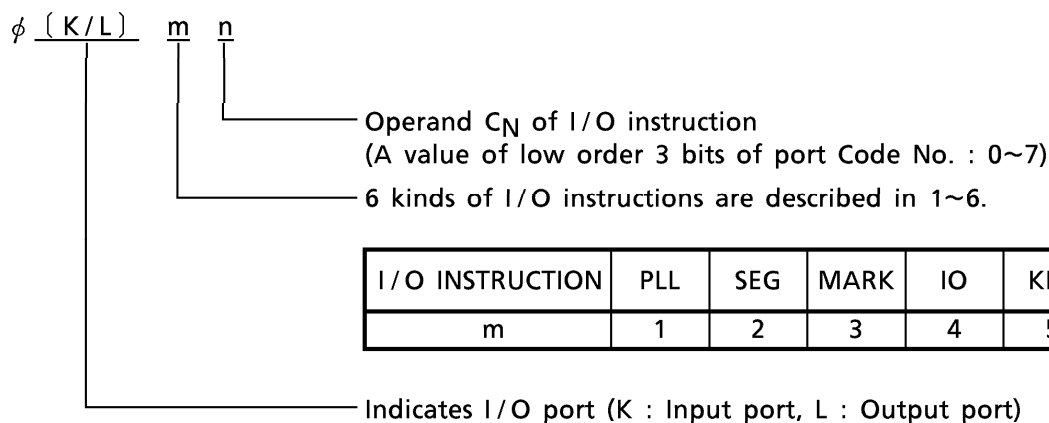 ϕ (K/L) m n
Operand CN of I/O instruction
(A value of low order 3 bits of port Code No. : 0~7)
6 kinds of I/O instructions are described in 1~6.
I/O INSTRUCTION PLL SEG MARK IO
m 1 2 3 4
Indicates I/O port (K : Input port, L : Output port)